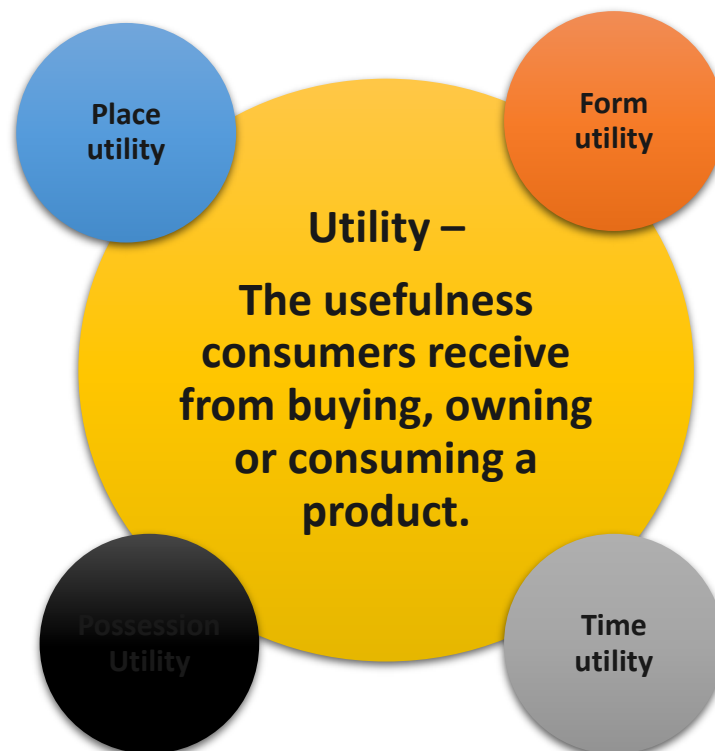 Place
utility
Form
utility
Utility –
The usefulness
consumers receive
from buying, owning
or consuming a
product.
Possession
Utility
Time
utility